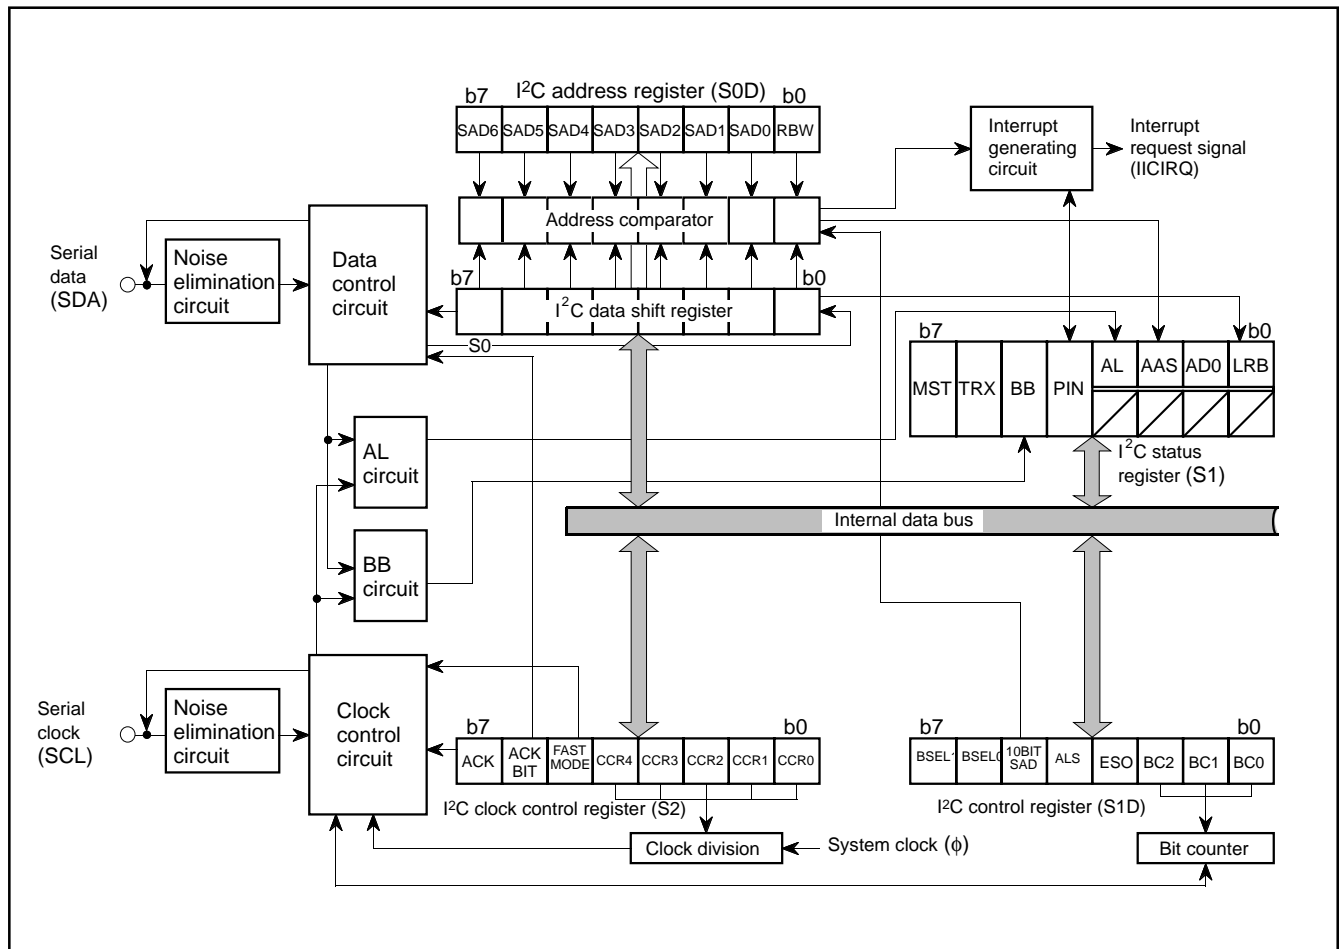 I²C address register (S0D)
b7 b0
SAD6 SAD5 SAD4 SAD3 SAD2 SAD1 SAD0 RBW
Interrupt
generating
circuit
Interrupt
request signal
(IICIRQ)
Address comparator
Serial
data
(SDA)
Noise
elimination
circuit
Data
control
circuit
b7 b0
I²C data shift register
S0
b7 b0
MST TRX BB PIN AL AAS AD0 LRB
I²C status
register (S1)
AL
circuit
Internal data bus
BB
circuit
Serial
clock
(SCL)
Noise
elimination
circuit
Clock
control
circuit
b7 b0
ACK
ACK
BIT
FAST
MODE
CCR4 CCR3 CCR2 CCR1 CCR0
I²C clock control register (S2)
b7 b0
BSEL1 BSEL0
10BIT
SAD
ALS ESO BC2 BC1 BC0
I²C control register (S1D)
Clock division
System clock (ϕ)
Bit counter